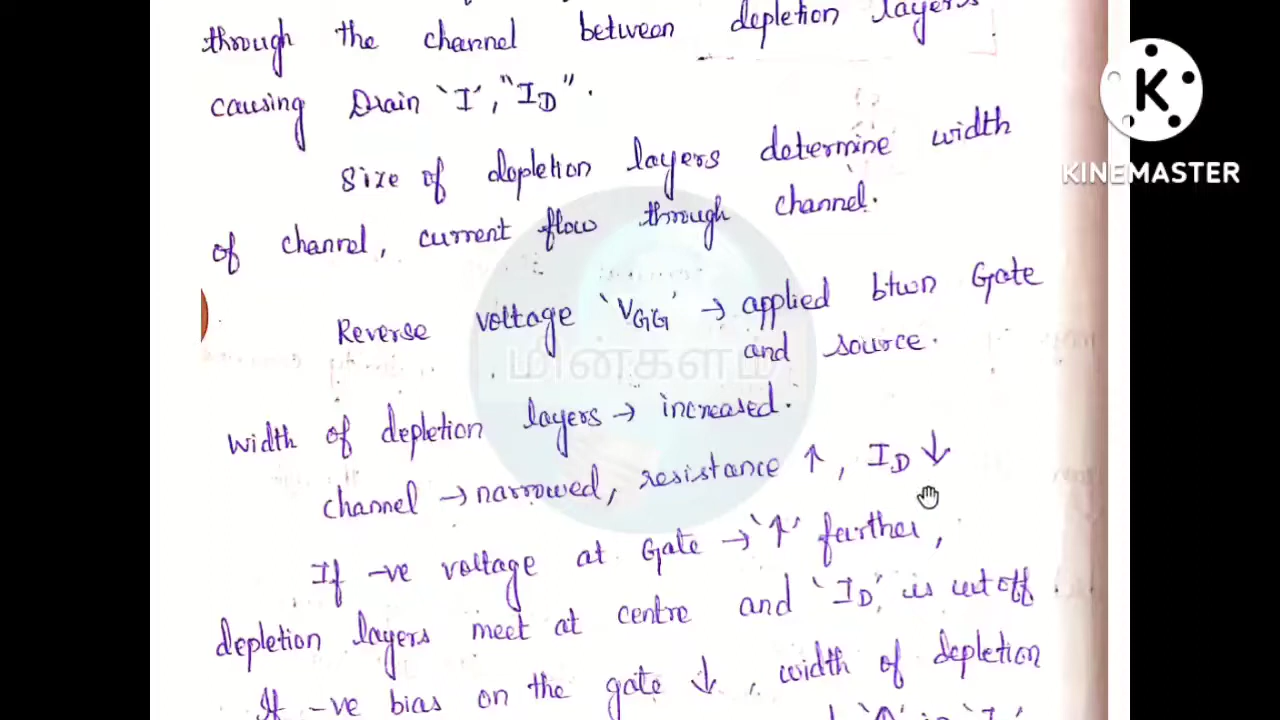 through the channel between depletion layers
causing Drain 'I', "ID".
Size of depletion layers determine width
of channel, current flow through channel.
Reverse voltage 'VGG' → applied btwn Gate
and source.
மின்களம்
width of depletion layers → increased.
channel → narrowed, resistance ↑, ID ↓
If -ve voltage at Gate → '↑' further,
depletion layers meet at centre and 'ID' is cut off
If -ve bias on the gate ↓, width of depletion
K
KINEMASTER